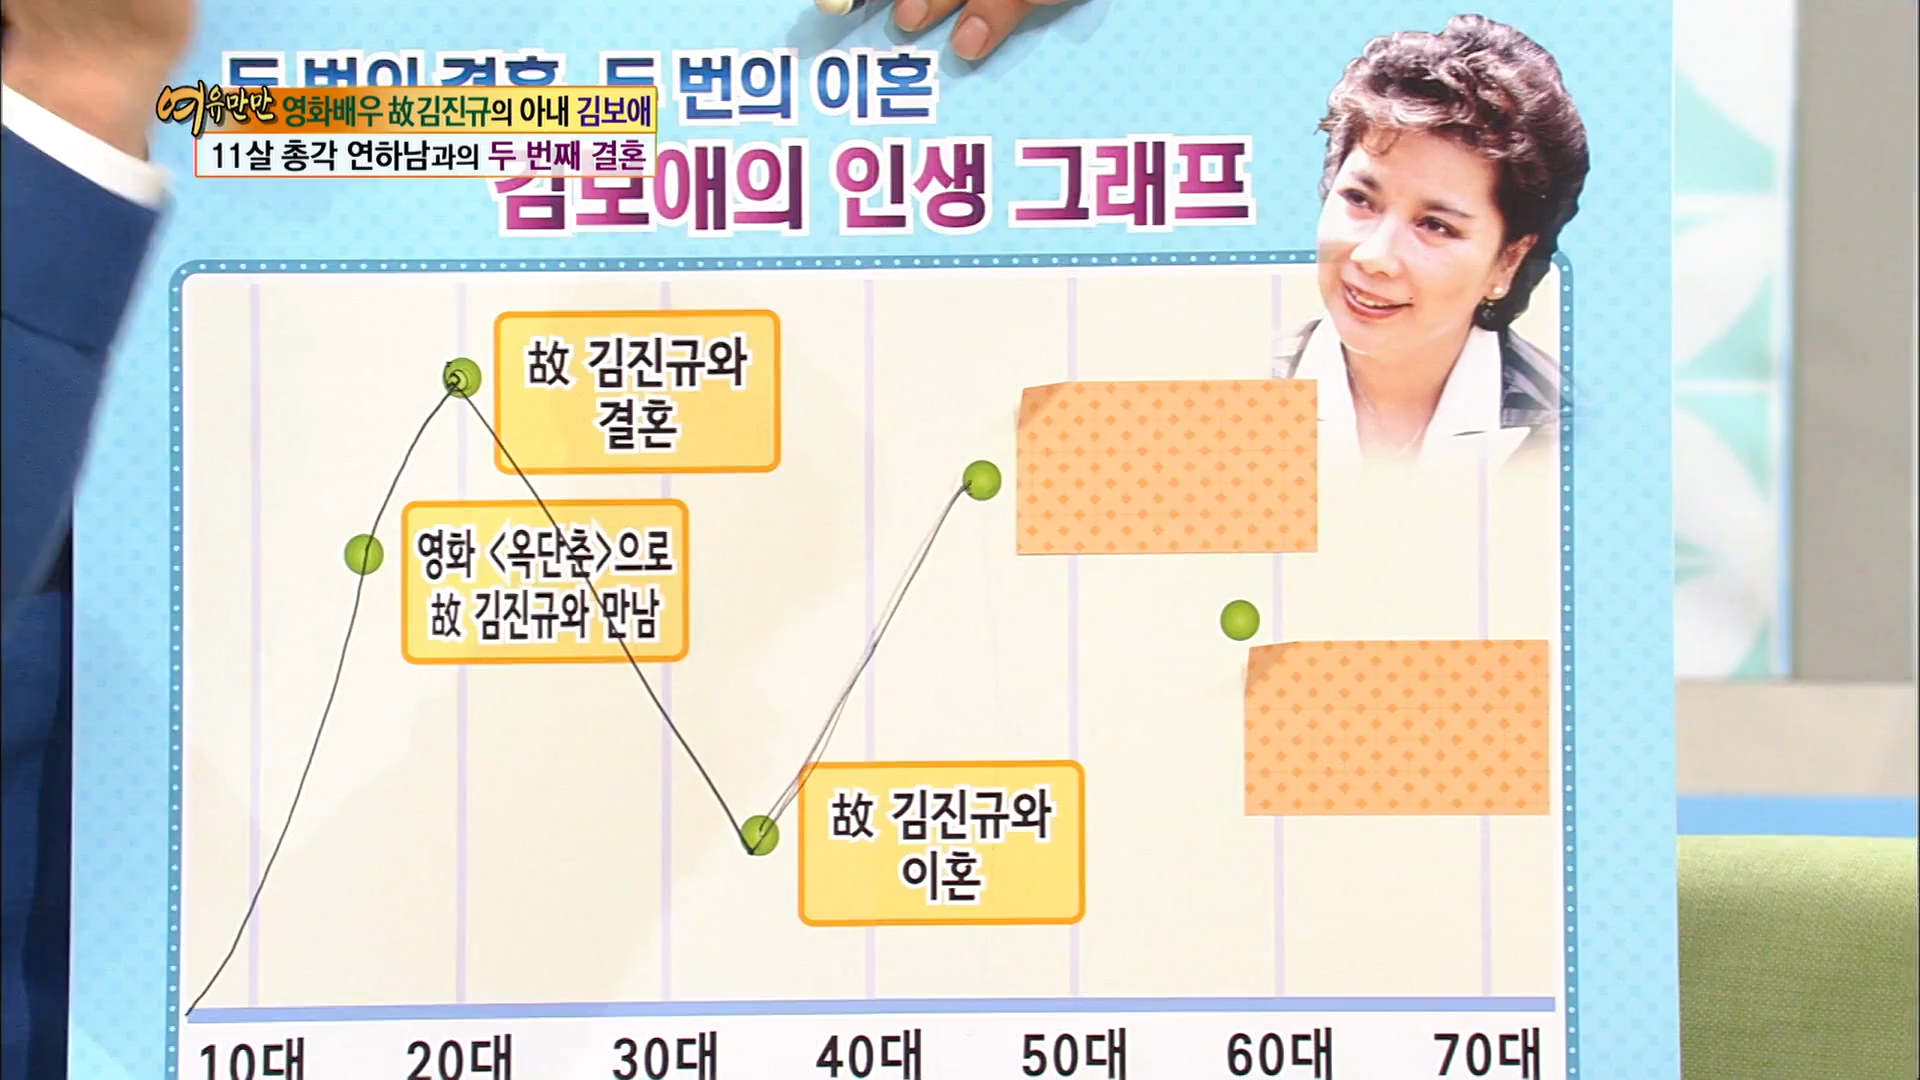 두 번의 결혼, 두 번의 이혼
여유만만 영화배우 故김진규의 아내 김보애
11살 총각 연하남과의 두 번째 결혼
김보애의 인생 그래프
故 김진규와
결혼
영화 <옥단춘>으로
故 김진규와 만남
故 김진규와
이혼
10대 20대 30대 40대 50대 60대 70대